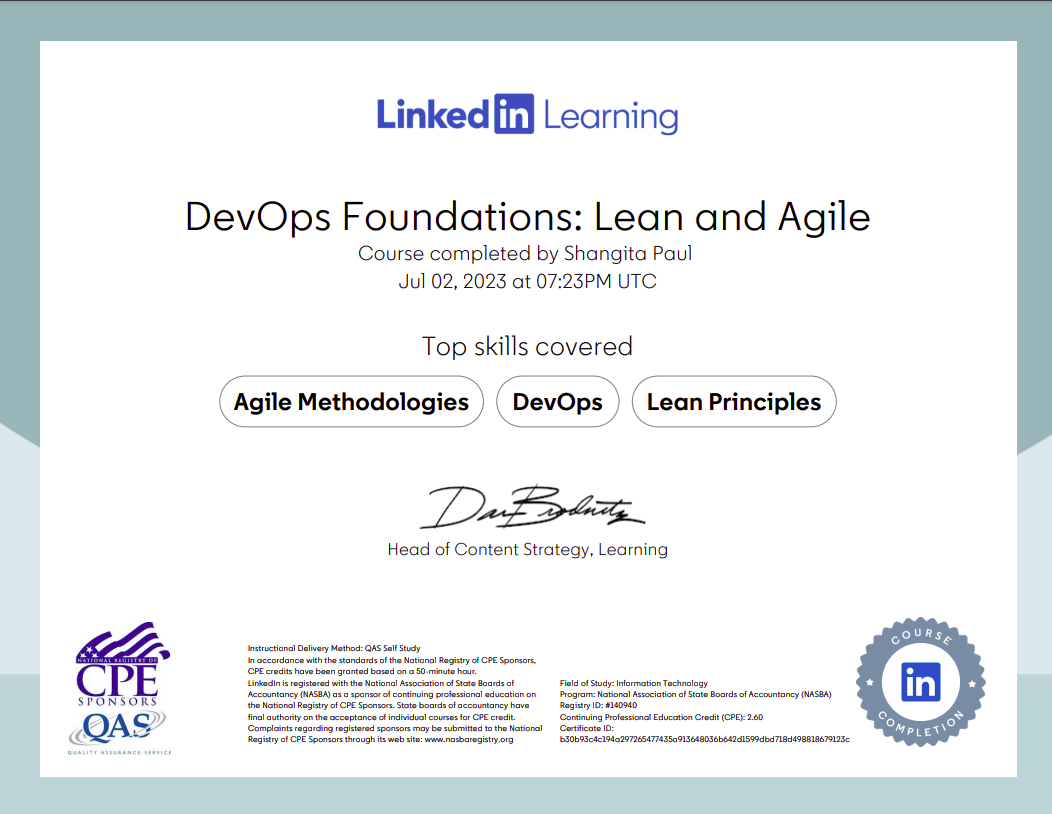 Linked in Learning
DevOps Foundations: Lean and Agile
Course completed by Shangita Paul
Jul 02, 2023 at 07:23PM UTC
Top skills covered
Agile Methodologies DevOps Lean Principles
Dan Brodnitz
Head of Content Strategy, Learning
NATIONAL REGISTRY OF
CPE
SPONSORS
QAS
QUALITY ASSURANCE SERVICE
Instructional Delivery Method: QAS Self Study
In accordance with the standards of the National Registry of CPE Sponsors,
CPE credits have been granted based on a 50-minute hour.
LinkedIn is registered with the National Association of State Boards of
Accountancy (NASBA) as a sponsor of continuing professional education on
the National Registry of CPE Sponsors. State boards of accountancy have
final authority on the acceptance of individual courses for CPE credit.
Complaints regarding registered sponsors may be submitted to the National
Registry of CPE Sponsors through its web site: www.nasbaregistry.org
Field of Study: Information Technology
Program: National Association of State Boards of Accountancy (NASBA)
Registry ID: #140940
Continuing Professional Education Credit (CPE): 2.60
Certificate ID:
b30b93c4c194a297265477435a913648036b642d1599dbd718d498818679123c
COURSE
in
COMPLETION